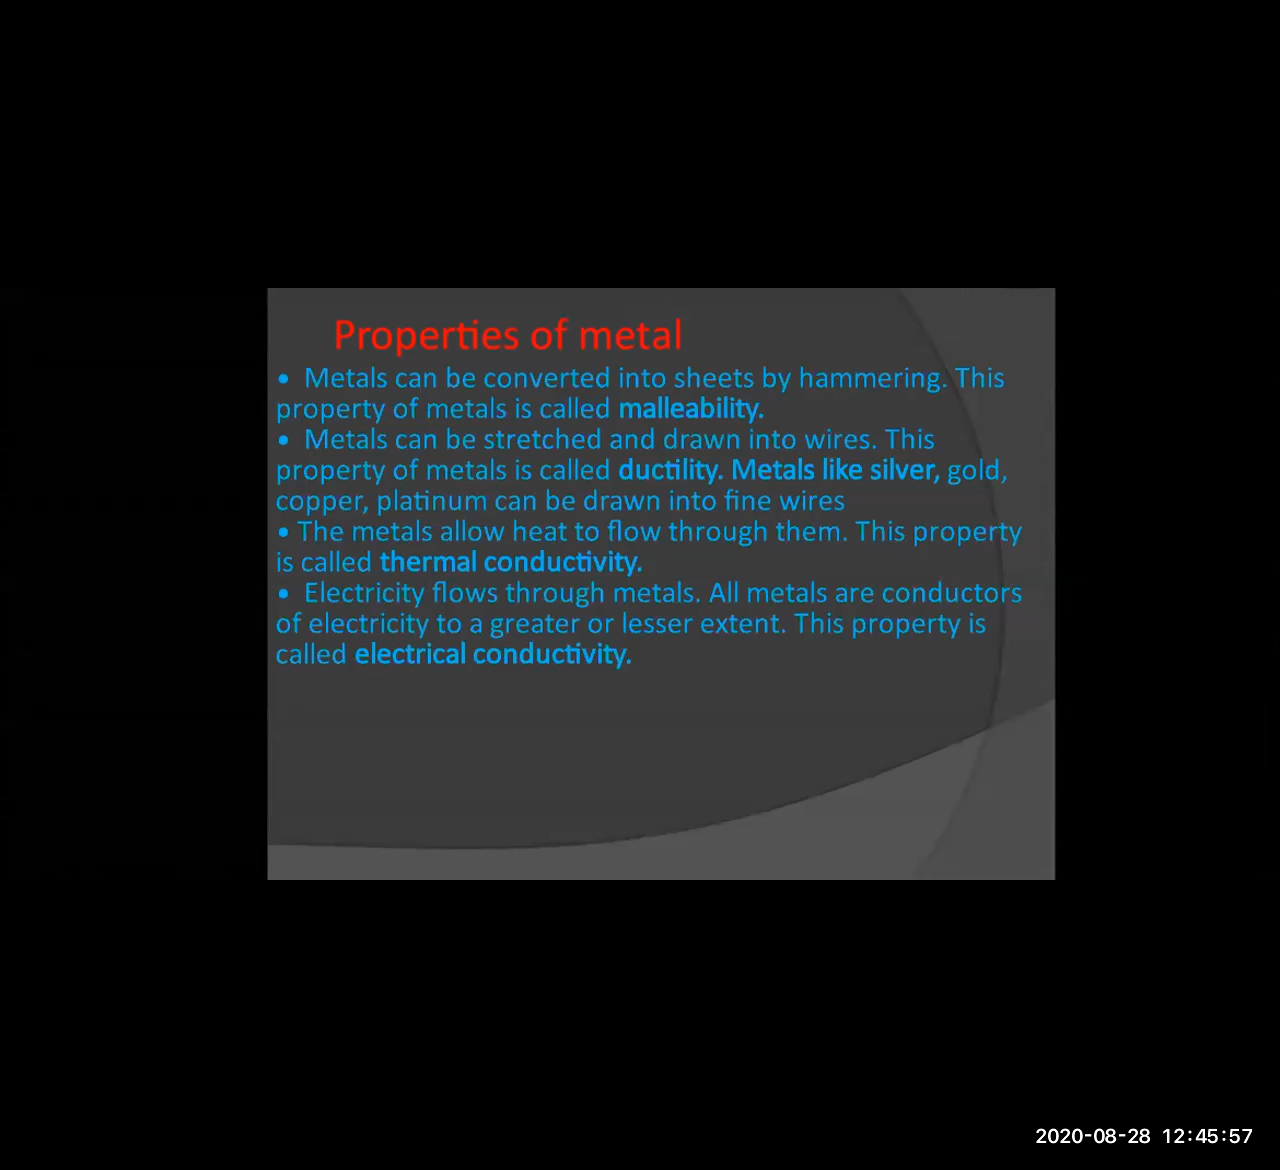 Properties of metal
• Metals can be converted into sheets by hammering. This
property of metals is called malleability.
• Metals can be stretched and drawn into wires. This
property of metals is called ductility. Metals like silver, gold,
copper, platinum can be drawn into fine wires
• The metals allow heat to flow through them. This property
is called thermal conductivity.
• Electricity flows through metals. All metals are conductors
of electricity to a greater or lesser extent. This property is
called electrical conductivity.
2020-08-28 12:45:57